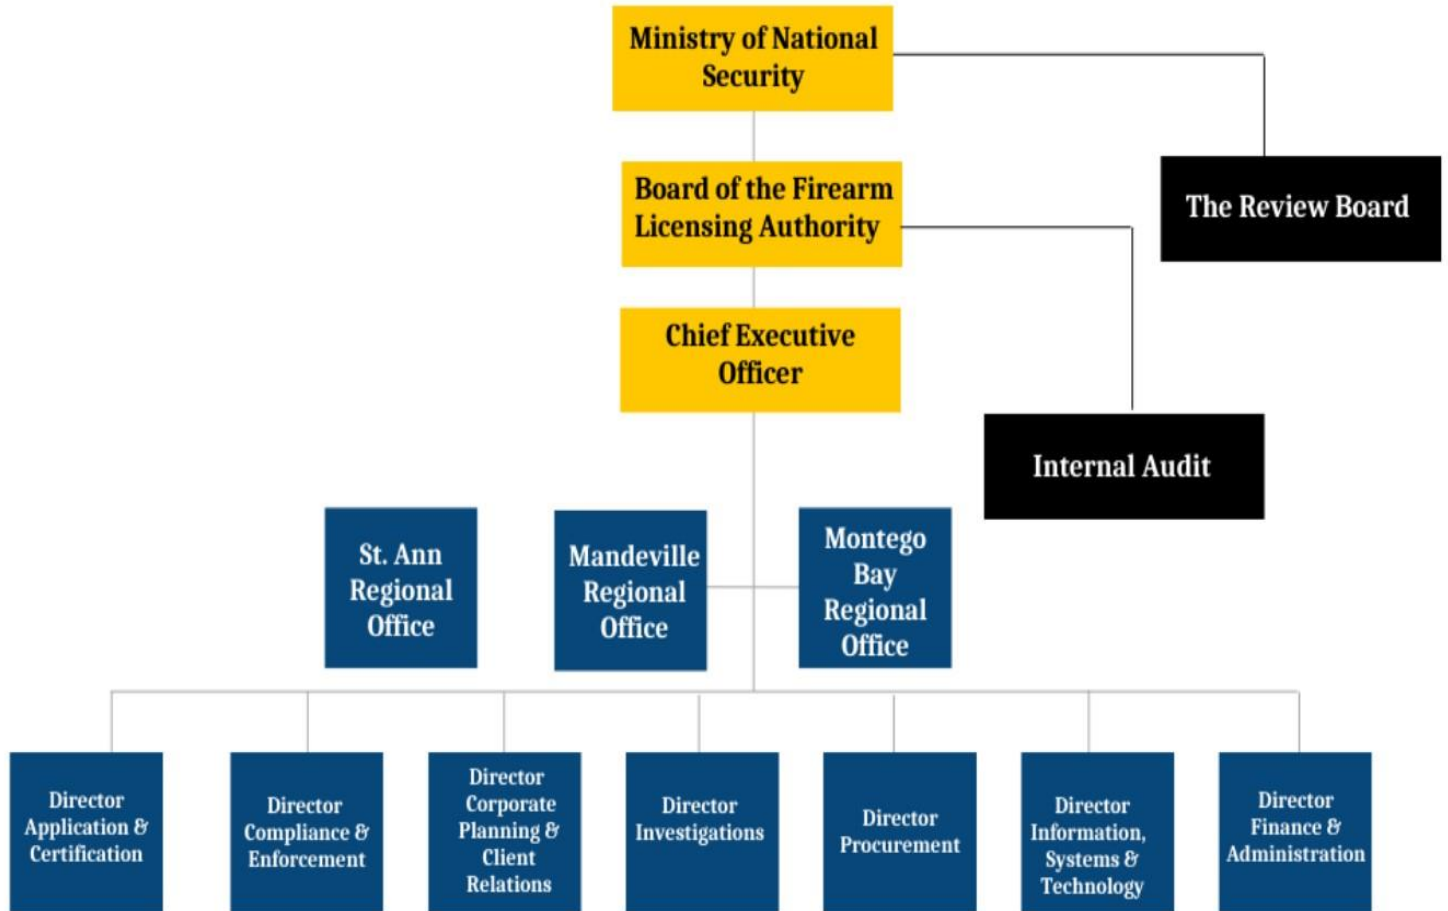 Ministry of National
Security
Board of the Firearm
Licensing Authority
The Review Board
Chief Executive
Officer
Internal Audit
St. Ann
Regional
Office
Mandeville
Regional
Office
Montego
Bay
Regional
Office
Director
Application &
Certification
Director
Compliance &
Enforcement
Director
Corporate
Planning &
Client
Relations
Director
Investigations
Director
Procurement
Director
Information,
Systems &
Technology
Director
Finance &
Administration